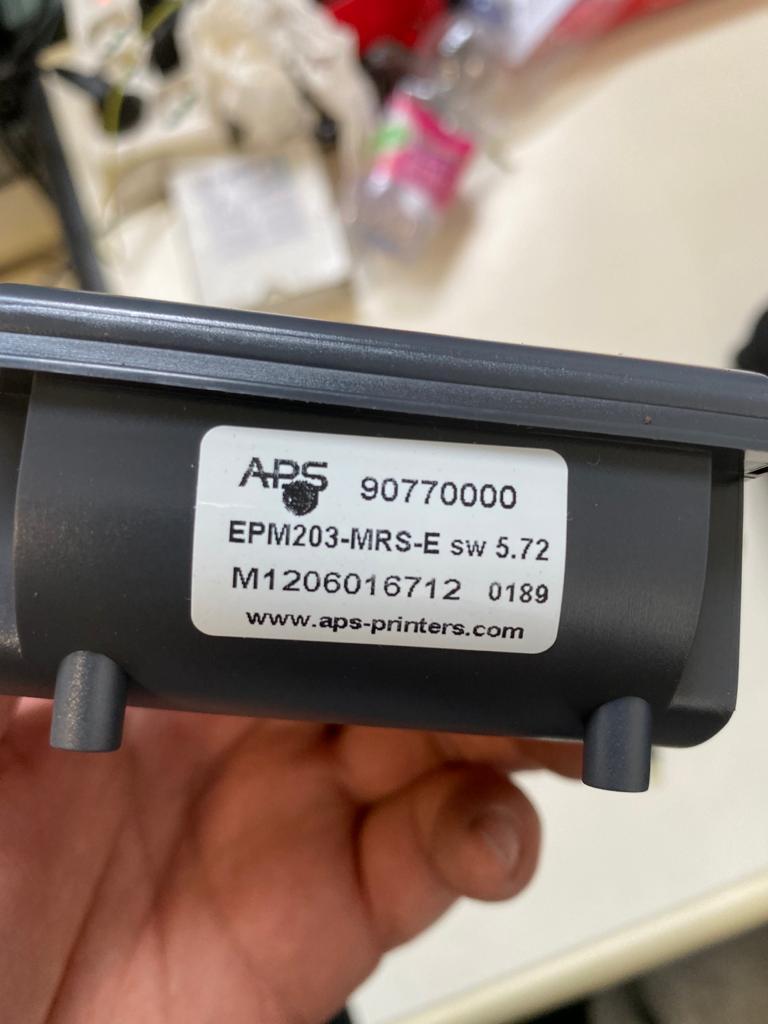 APS 90770000
EPM203-MRS-E sw 5.72
M1206016712 0189
www.aps-printers.com